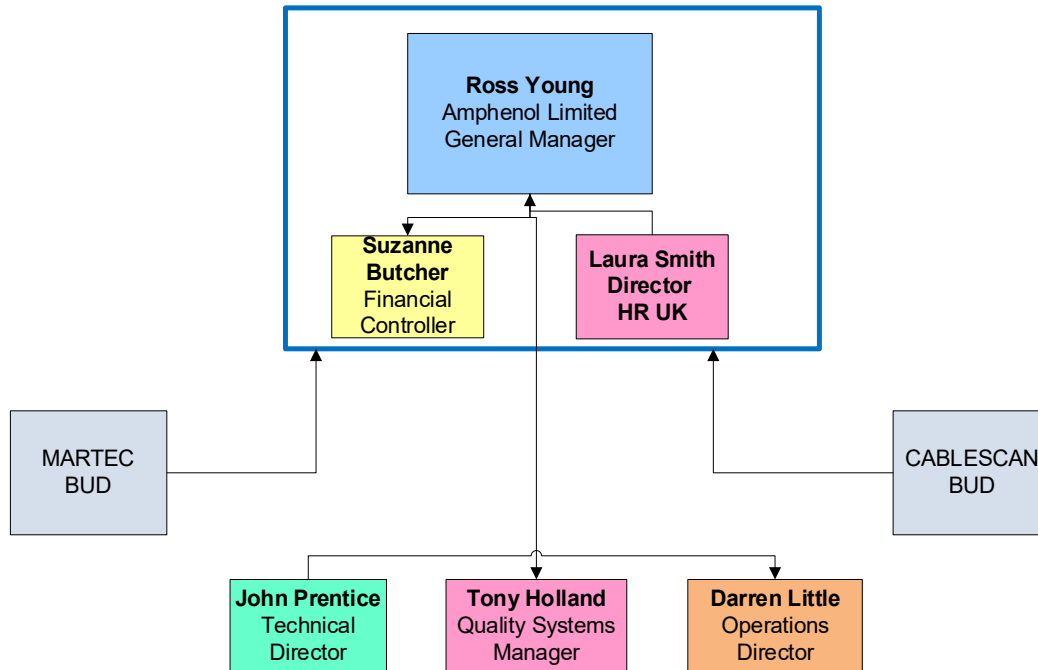 Ross Young
Amphenol Limited
General Manager
Suzanne
Butcher
Financial
Controller
Laura Smith
Director
HR UK
MARTEC
BUD
CABLESCAN
BUD
John Prentice
Technical
Director
Tony Holland
Quality Systems
Manager
Darren Little
Operations
Director